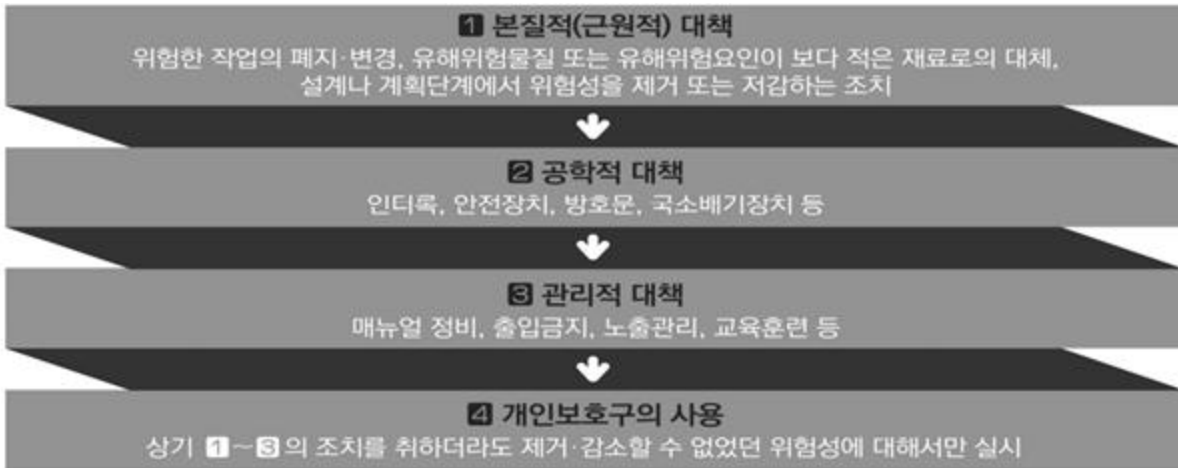 1 본질적(근원적) 대책
위험한 작업의 폐지·변경, 유해위험물질 또는 유해위험요인이 보다 적은 재료로의 대체,
설계나 계획단계에서 위험성을 제거 또는 저감하는 조치
2 공학적 대책
인터록, 안전장치, 방호문, 국소배기장치 등
3 관리적 대책
매뉴얼 정비, 출입금지, 노출관리, 교육훈련 등
4 개인보호구의 사용
상기 1~3의 조치를 취하더라도 제거·감소할 수 없었던 위험성에 대해서만 실시